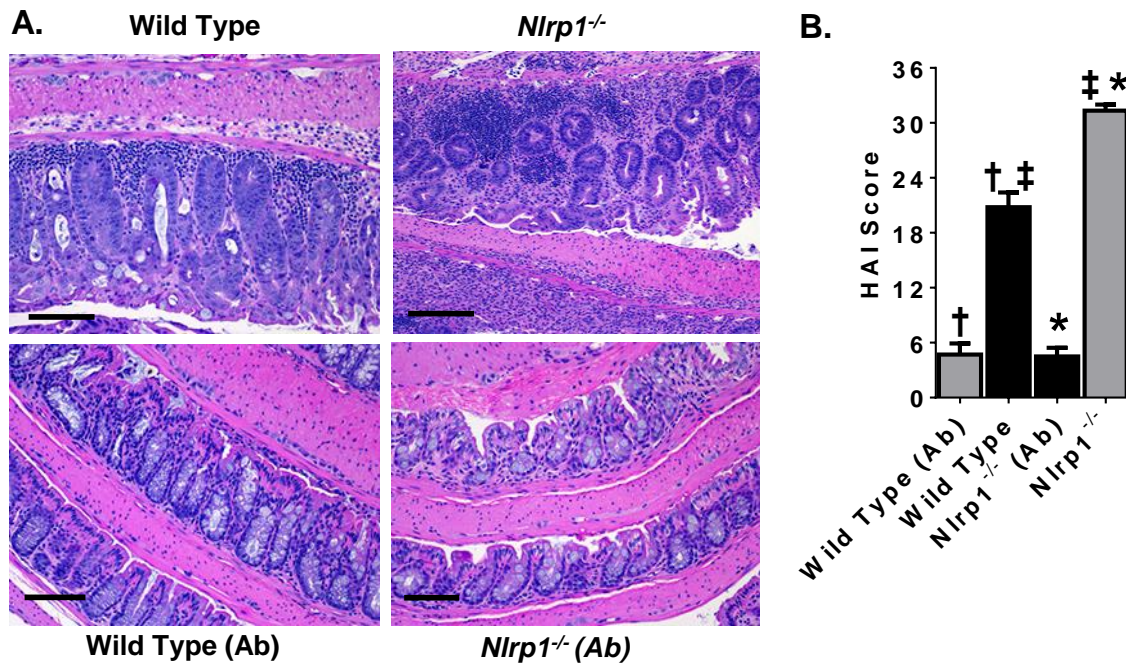 A.
Wild Type
Nlrp1-/-
Wild Type (Ab)
Nlrp1-/- (Ab)
B.
HAI Score
36
30
24
18
12
6
0
†
† ‡
*
‡ *
Wild Type (Ab)
Wild Type
Nlrp1-/- (Ab)
Nlrp1-/-